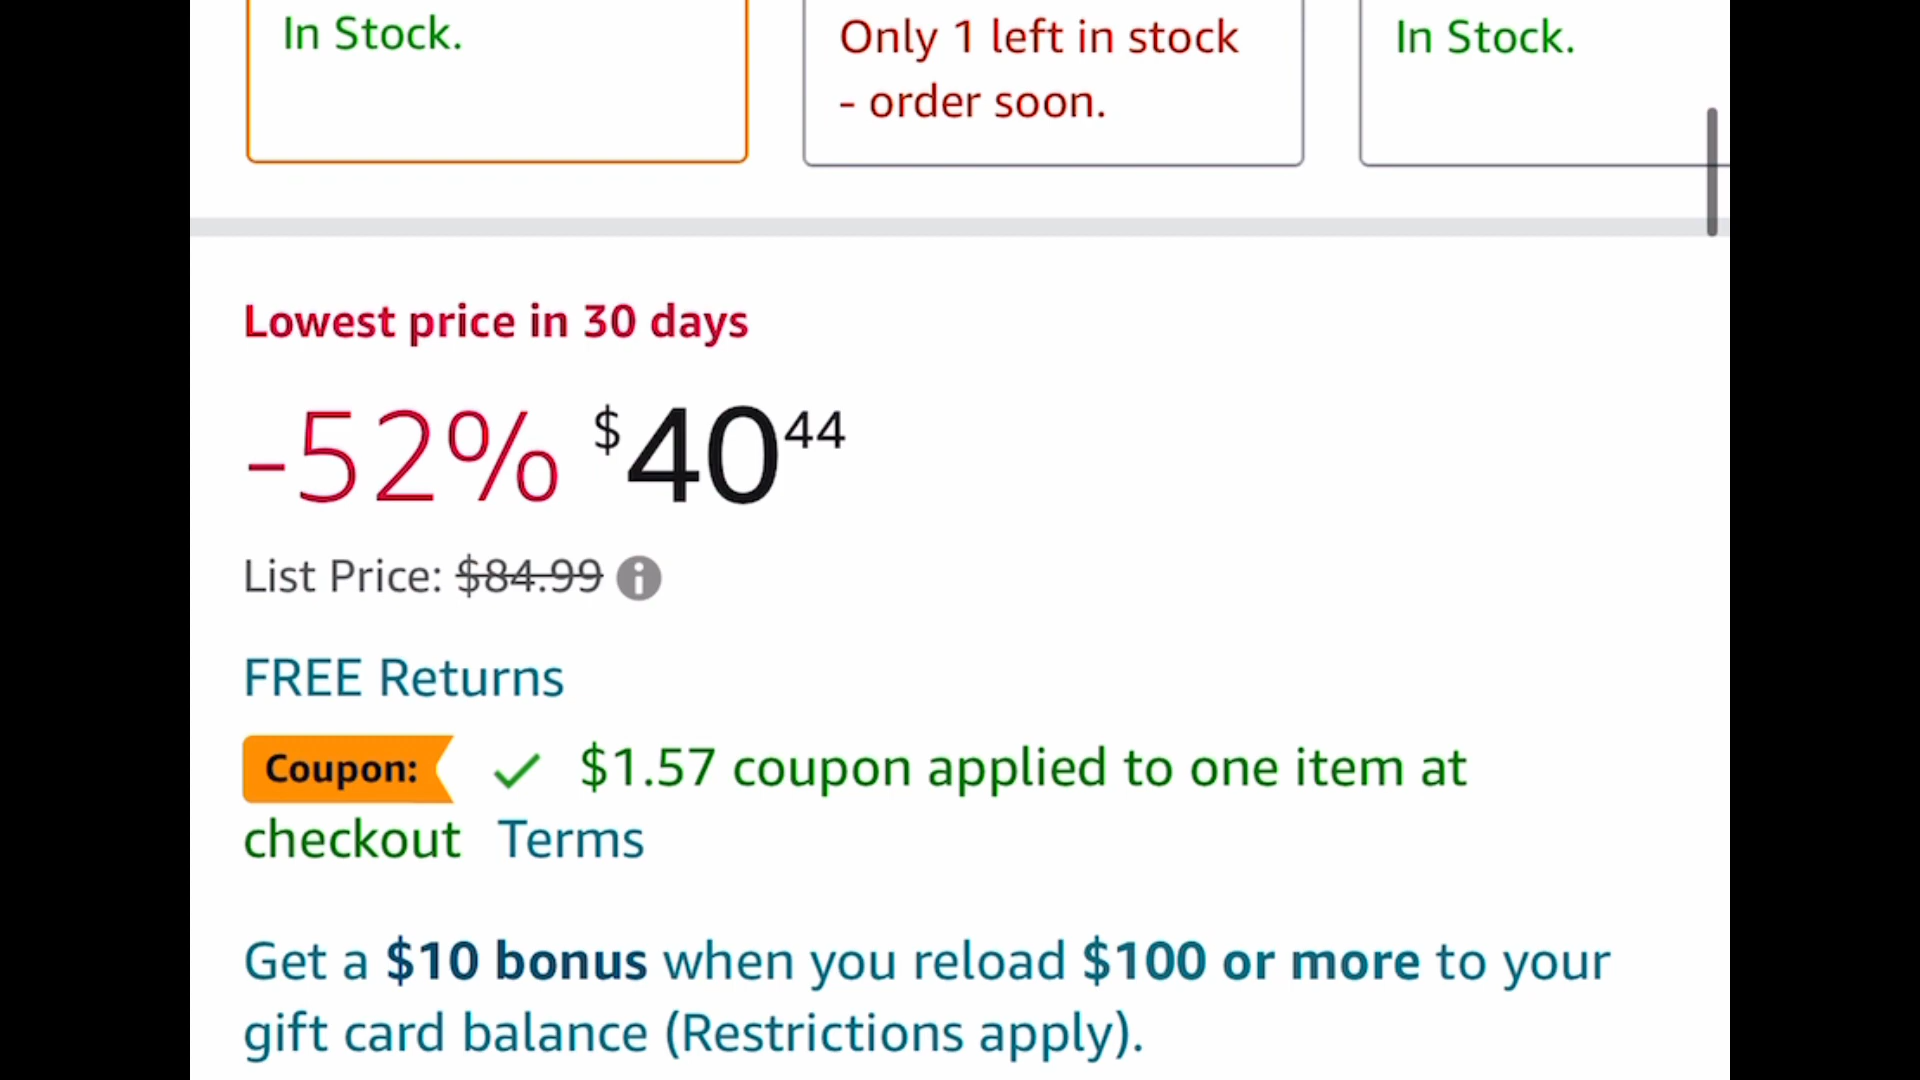 In Stock.
Only 1 left in stock
- order soon.
In Stock.
Lowest price in 30 days
-52% $40 44
List Price: $84.99
FREE Returns
Coupon: $1.57 coupon applied to one item at
checkout Terms
Get a $10 bonus when you reload $100 or more to your
gift card balance (Restrictions apply).